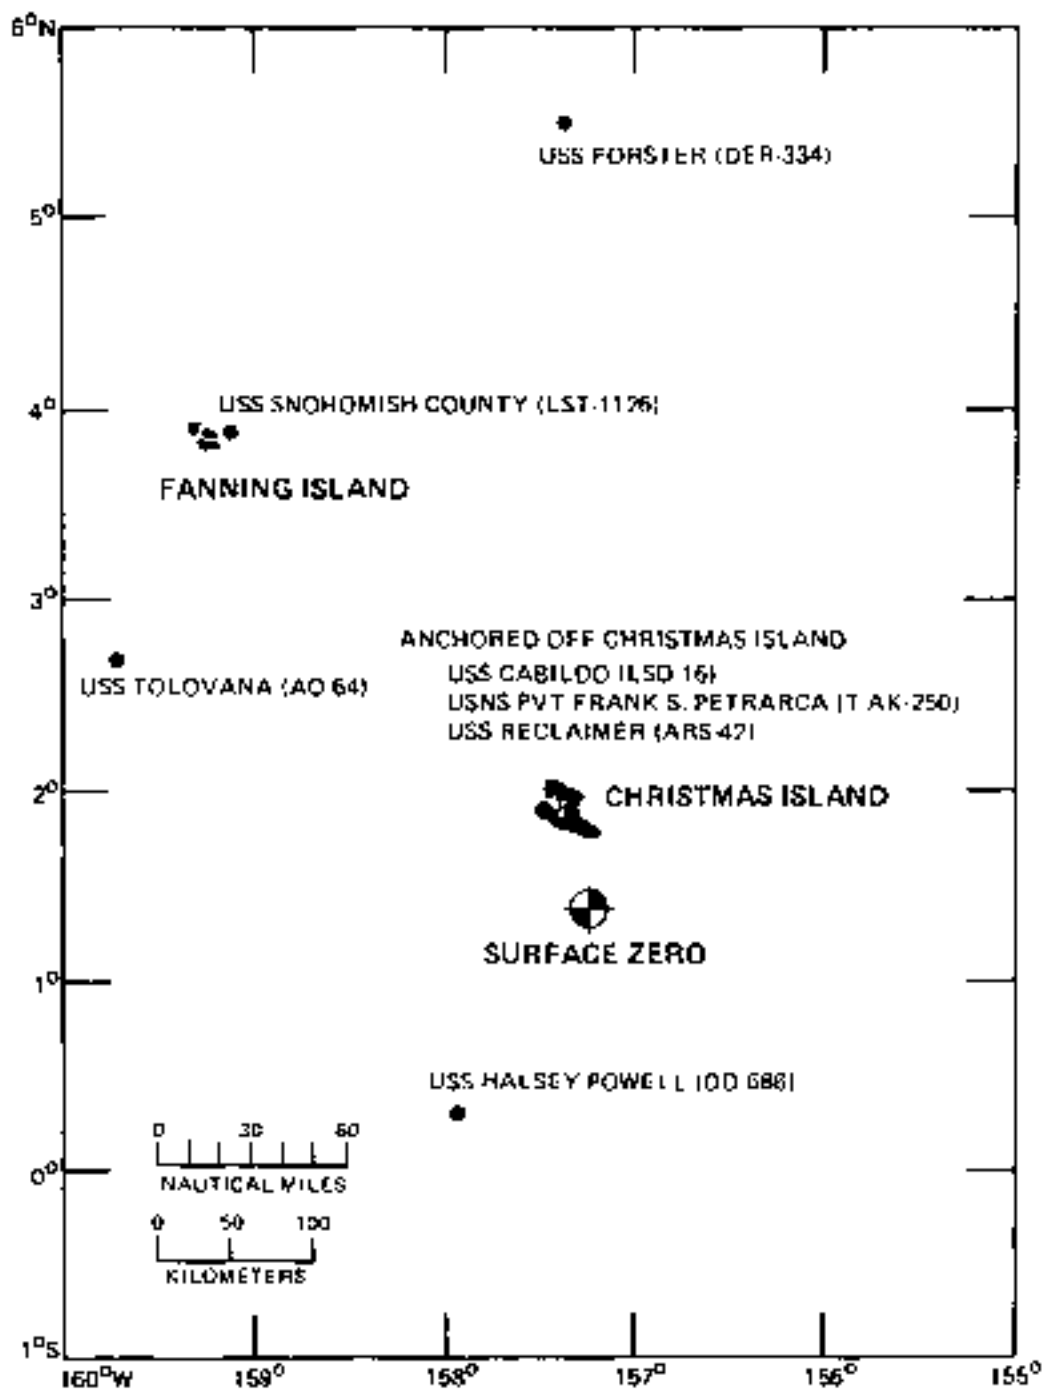 6°N
USS FORSTER (DER-334)
5°
4°
USS SNOHOMISH COUNTY (LST-1126)
FANNING ISLAND
3°
ANCHORED OFF CHRISTMAS ISLAND
USS CABILDO (LSD 16)
USNS PVT FRANK S. PETRARCA (T AK-250)
USS RECLAIMER (ARS-42)
USS TOLOVANA (AO 64)
2°
CHRISTMAS ISLAND
SURFACE ZERO
1°
USS HALSEY POWELL (DD 686)
0 30 60
NAUTICAL MILES
0°
0 50 100
KILOMETERS
1°S
160°W 159° 158° 157° 156° 155°